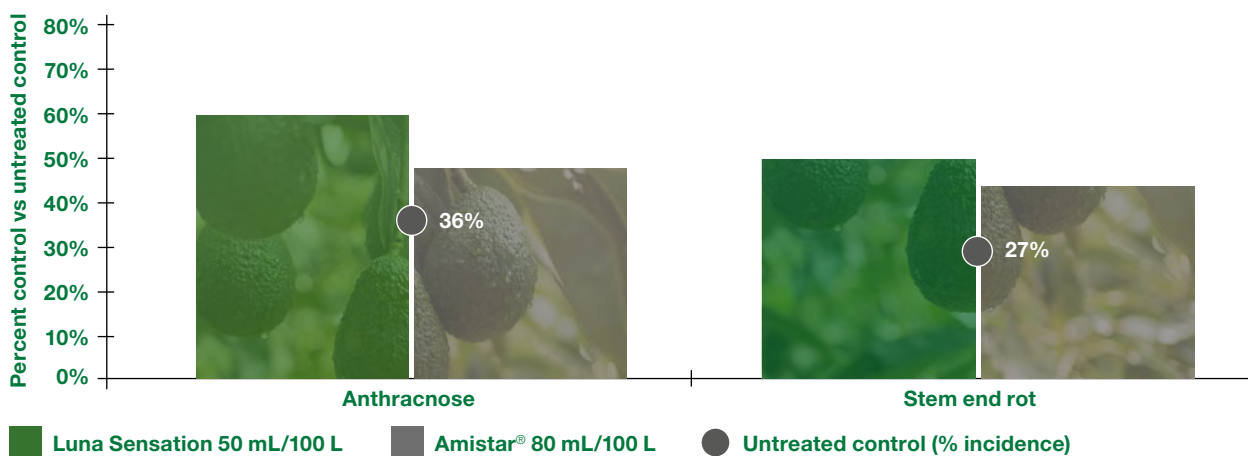 Percent control vs untreated control
80%
70%
60%
50%
40%
30%
20%
10%
0%
36%
27%
Anthracnose
Stem end rot
Luna Sensation 50 mL/100 L
Amistar® 80 mL/100 L
Untreated control (% incidence)